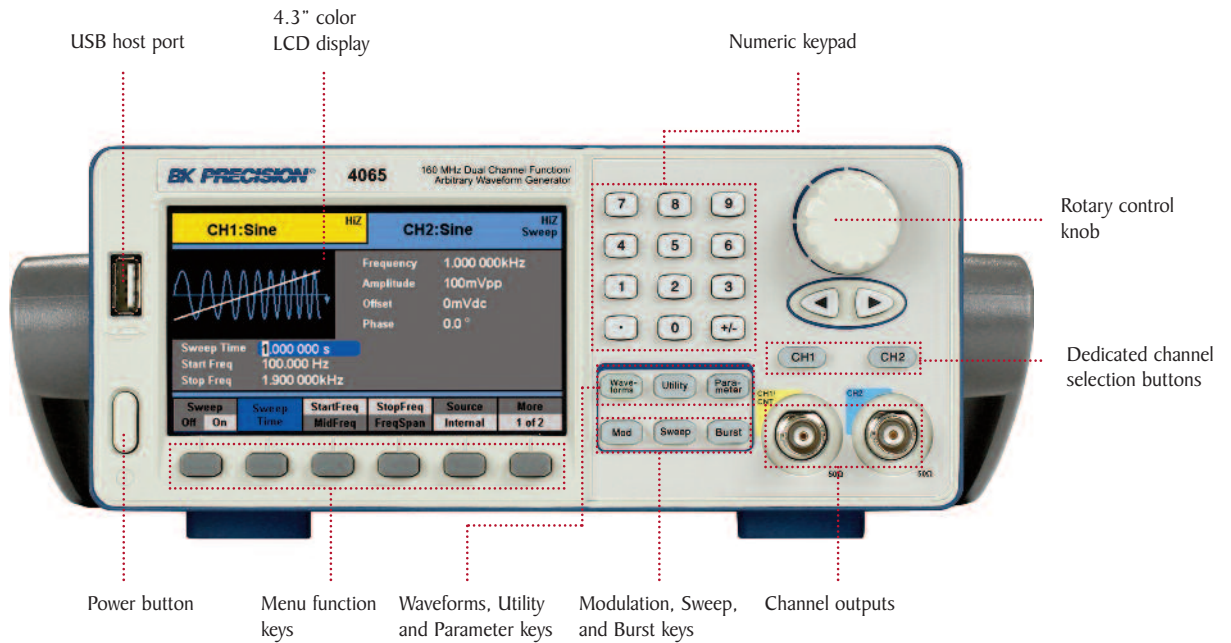 4.3" color
LCD display
USB host port
Numeric keypad
BK PRECISION® 4065
160 MHz Dual Channel Function/
Arbitrary Waveform Generator
CH1:Sine HiZ
CH2:Sine HiZ
Sweep
Frequency 1.000 000kHz
Amplitude 100mVpp
Offset 0mVdc
Phase 0.0 °
Sweep Time 1.000 000 s
Start Freq 100.000 Hz
Stop Freq 1.900 000kHz
Sweep Sweep StartFreq StopFreq Source More
Off On Time MidFreq FreqSpan Internal 1 of 2
7 8 9
4 5 6
1 2 3
· 0 +/-
Rotary control
knob
CH1 CH2
Dedicated channel
selection buttons
Wave-
forms
Utility
Para-
meter
Mod Sweep Burst
CH1/
CNT
CH2
50Ω 50Ω
Power button
Menu function
keys
Waveforms, Utility
and Parameter keys
Modulation, Sweep,
and Burst keys
Channel outputs